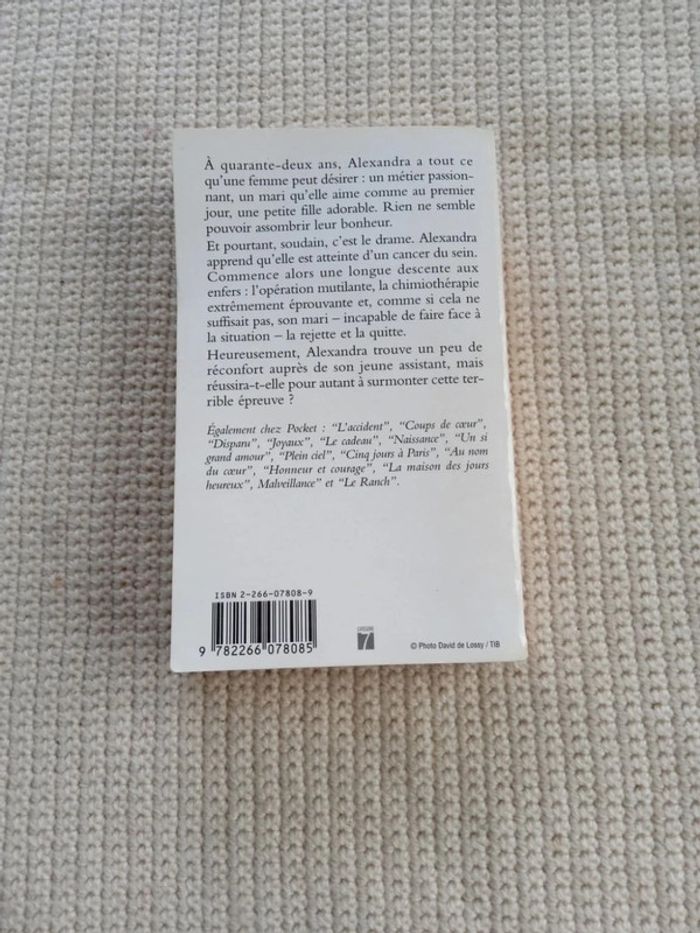 À quarante-deux ans, Alexandra a tout ce
qu'une femme peut désirer : un métier passion-
nant, un mari qu'elle aime comme au premier
jour, une petite fille adorable. Rien ne semble
pouvoir assombrir leur bonheur.
Et pourtant, soudain, c'est le drame. Alexandra
apprend qu'elle est atteinte d'un cancer du sein.
Commence alors une longue descente aux
enfers : l'opération mutilante, la chimiothérapie
extrêmement éprouvante et, comme si cela ne
suffisait pas, son mari – incapable de faire face à
la situation – la rejette et la quitte.
Heureusement, Alexandra trouve un peu de
réconfort auprès de son jeune assistant, mais
réussira-t-elle pour autant à surmonter cette ter-
rible épreuve ?
Également chez Pocket : “L'accident”, “Coups de cœur”,
“Disparu”, “Joyaux”, “Le cadeau”, “Naissance”, “Un si
grand amour”, “Plein ciel”, “Cinq jours à Paris”, “Au nom
du cœur”, “Honneur et courage”, “La maison des jours
heureux”, Malveillance” et “Le Ranch”.
ISBN 2-266-07808-9
9 782266 078085
7
© Photo David de Lossy / TIB